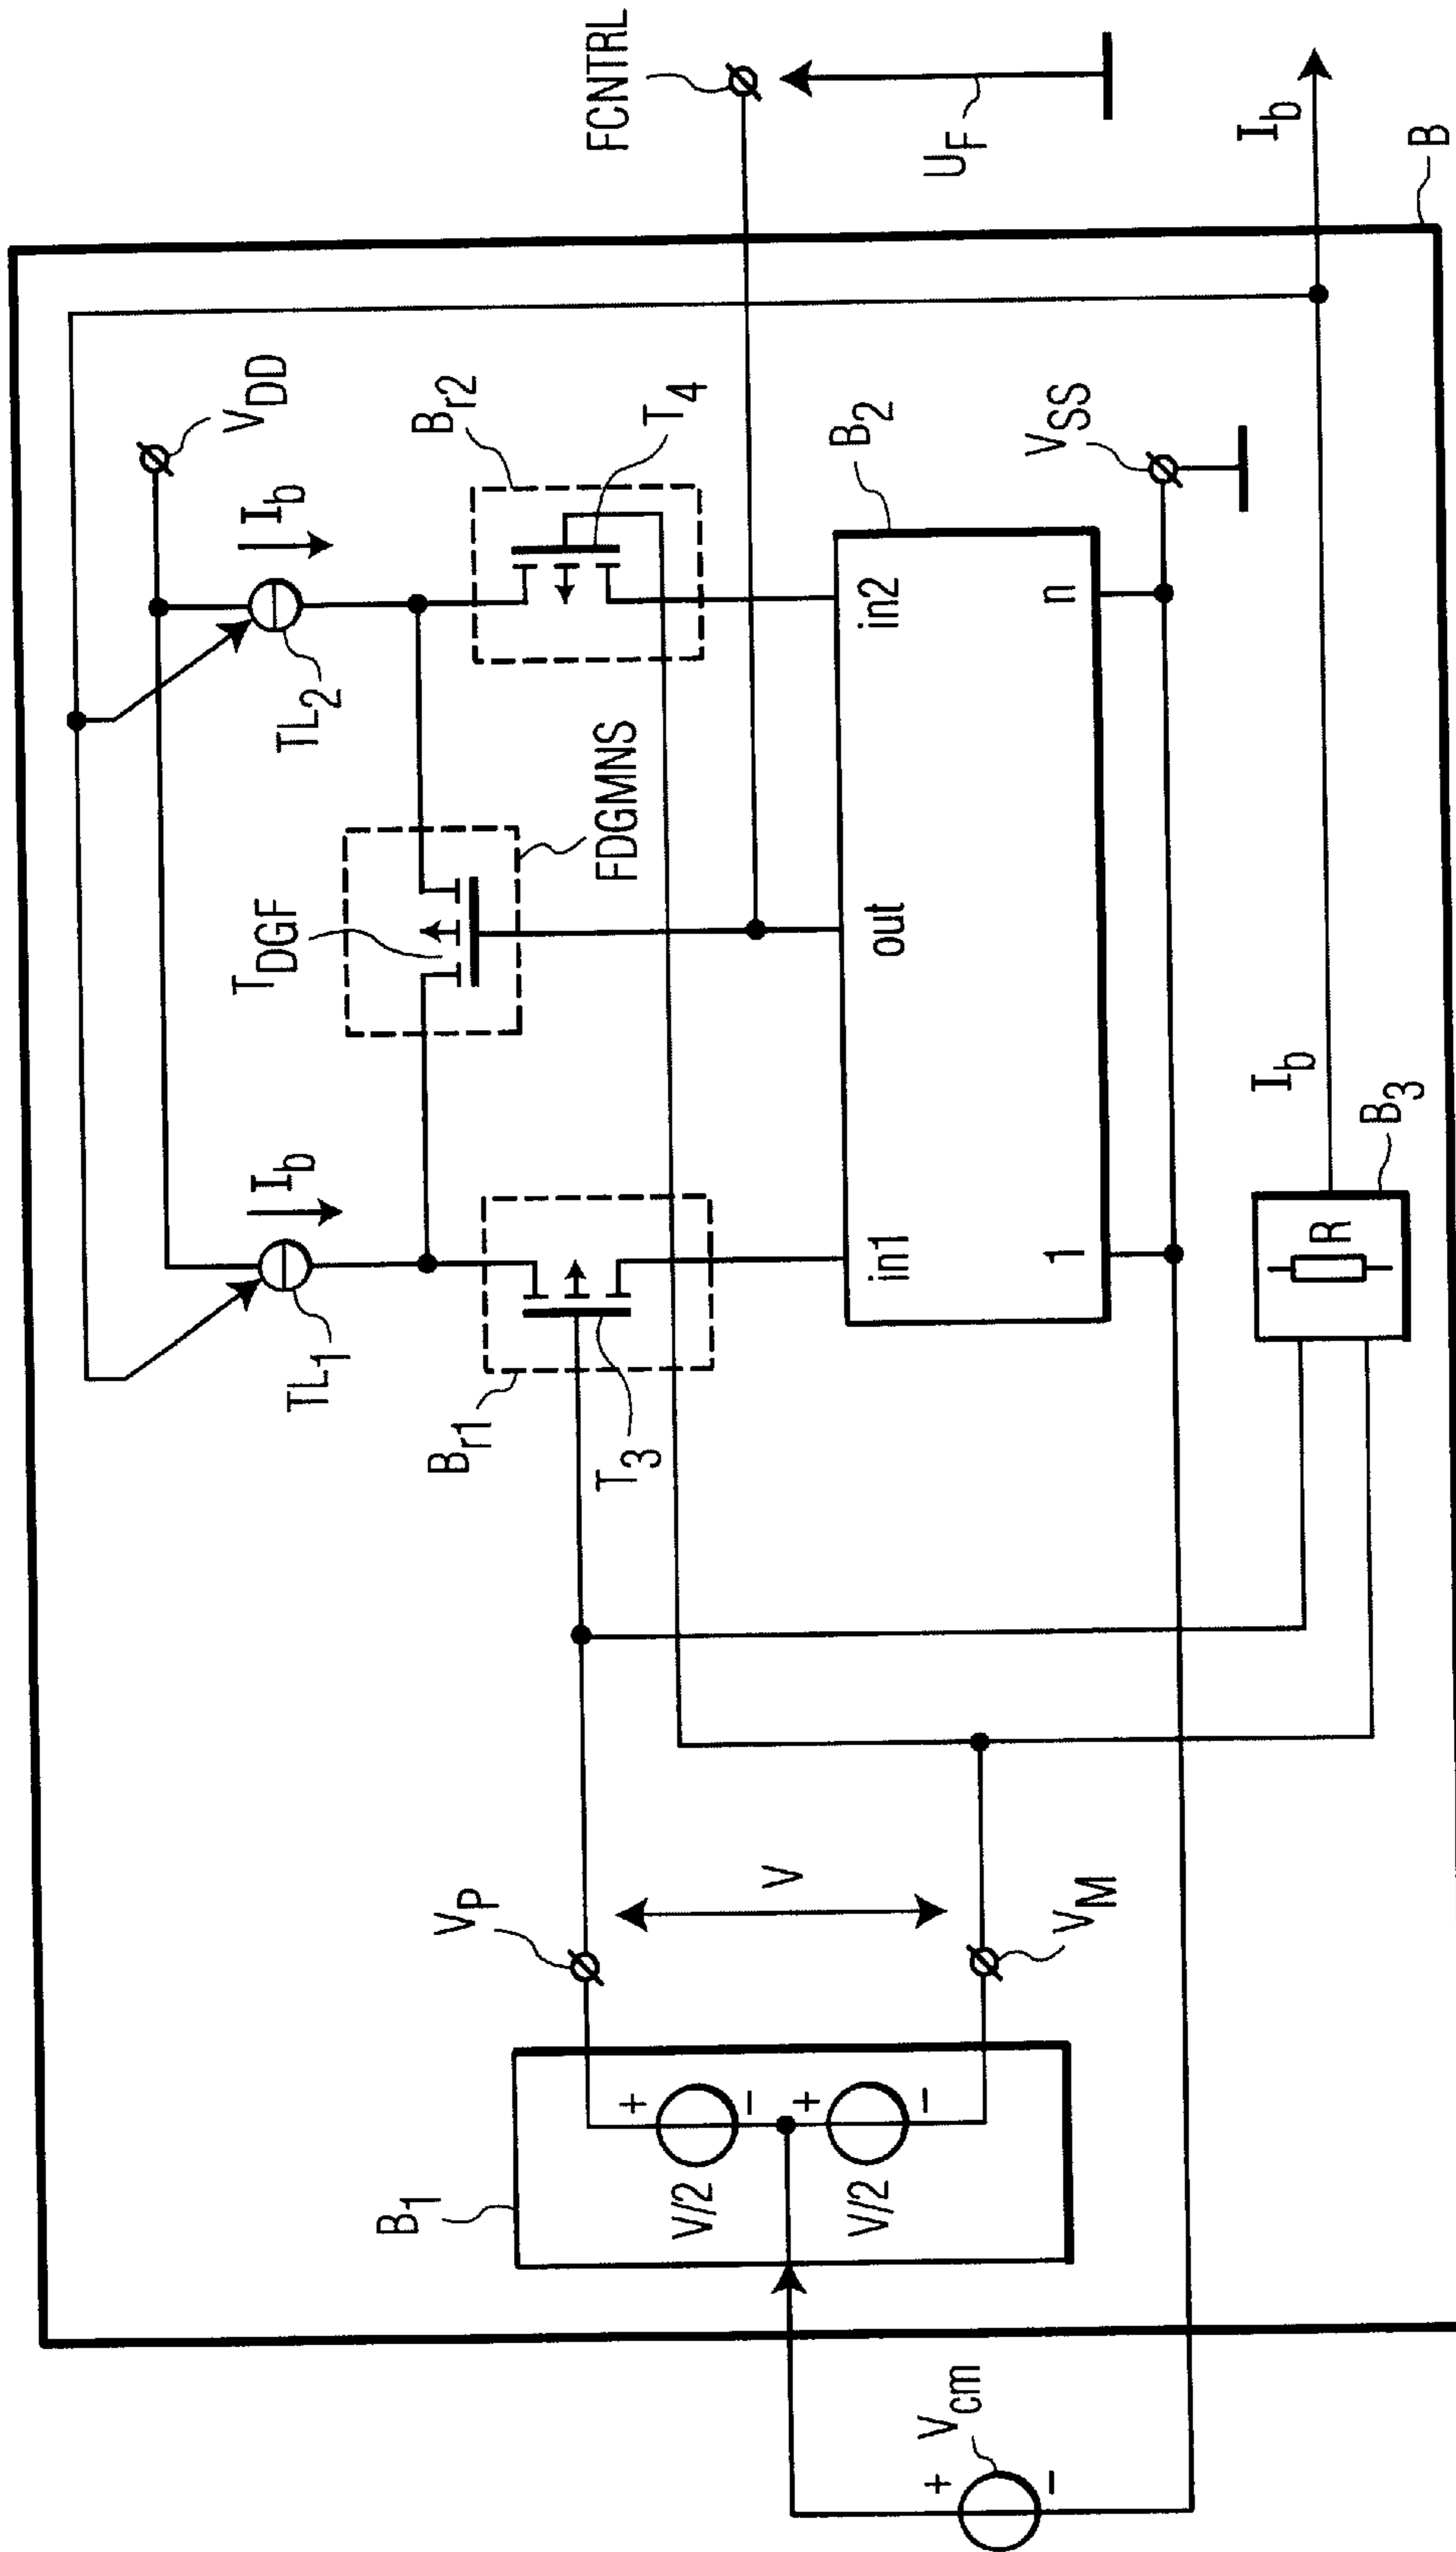 FCNTRL
U_F
I_b
B
V_DD
I_b
TL_2
B_r2
T_4
B_2
V_SS
in2
n
T_DGF
FDGMNS
out
I_b
TL_1
B_r1
T_3
in1
1
I_b
B_3
R
V_P
V
V_M
B_1
+
−
V/2
+
−
V/2
V_cm
+
−